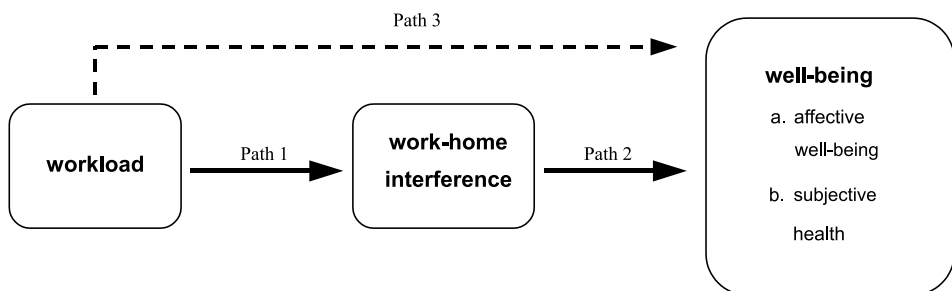 Path 3
workload
Path 1
work-home
interference
Path 2
well-being
a. affective
well-being
b. subjective
health